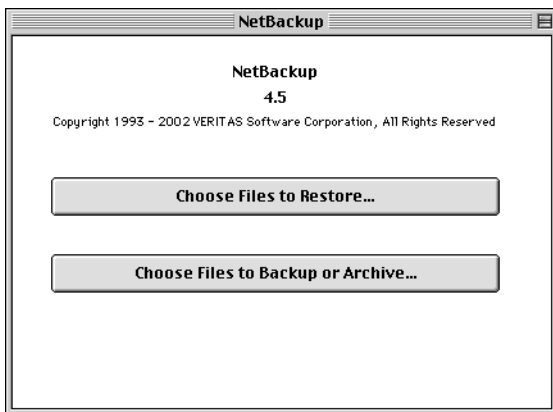 NetBackup
NetBackup
4.5
Copyright 1993 - 2002 VERITAS Software Corporation, All Rights Reserved
Choose Files to Restore...
Choose Files to Backup or Archive...